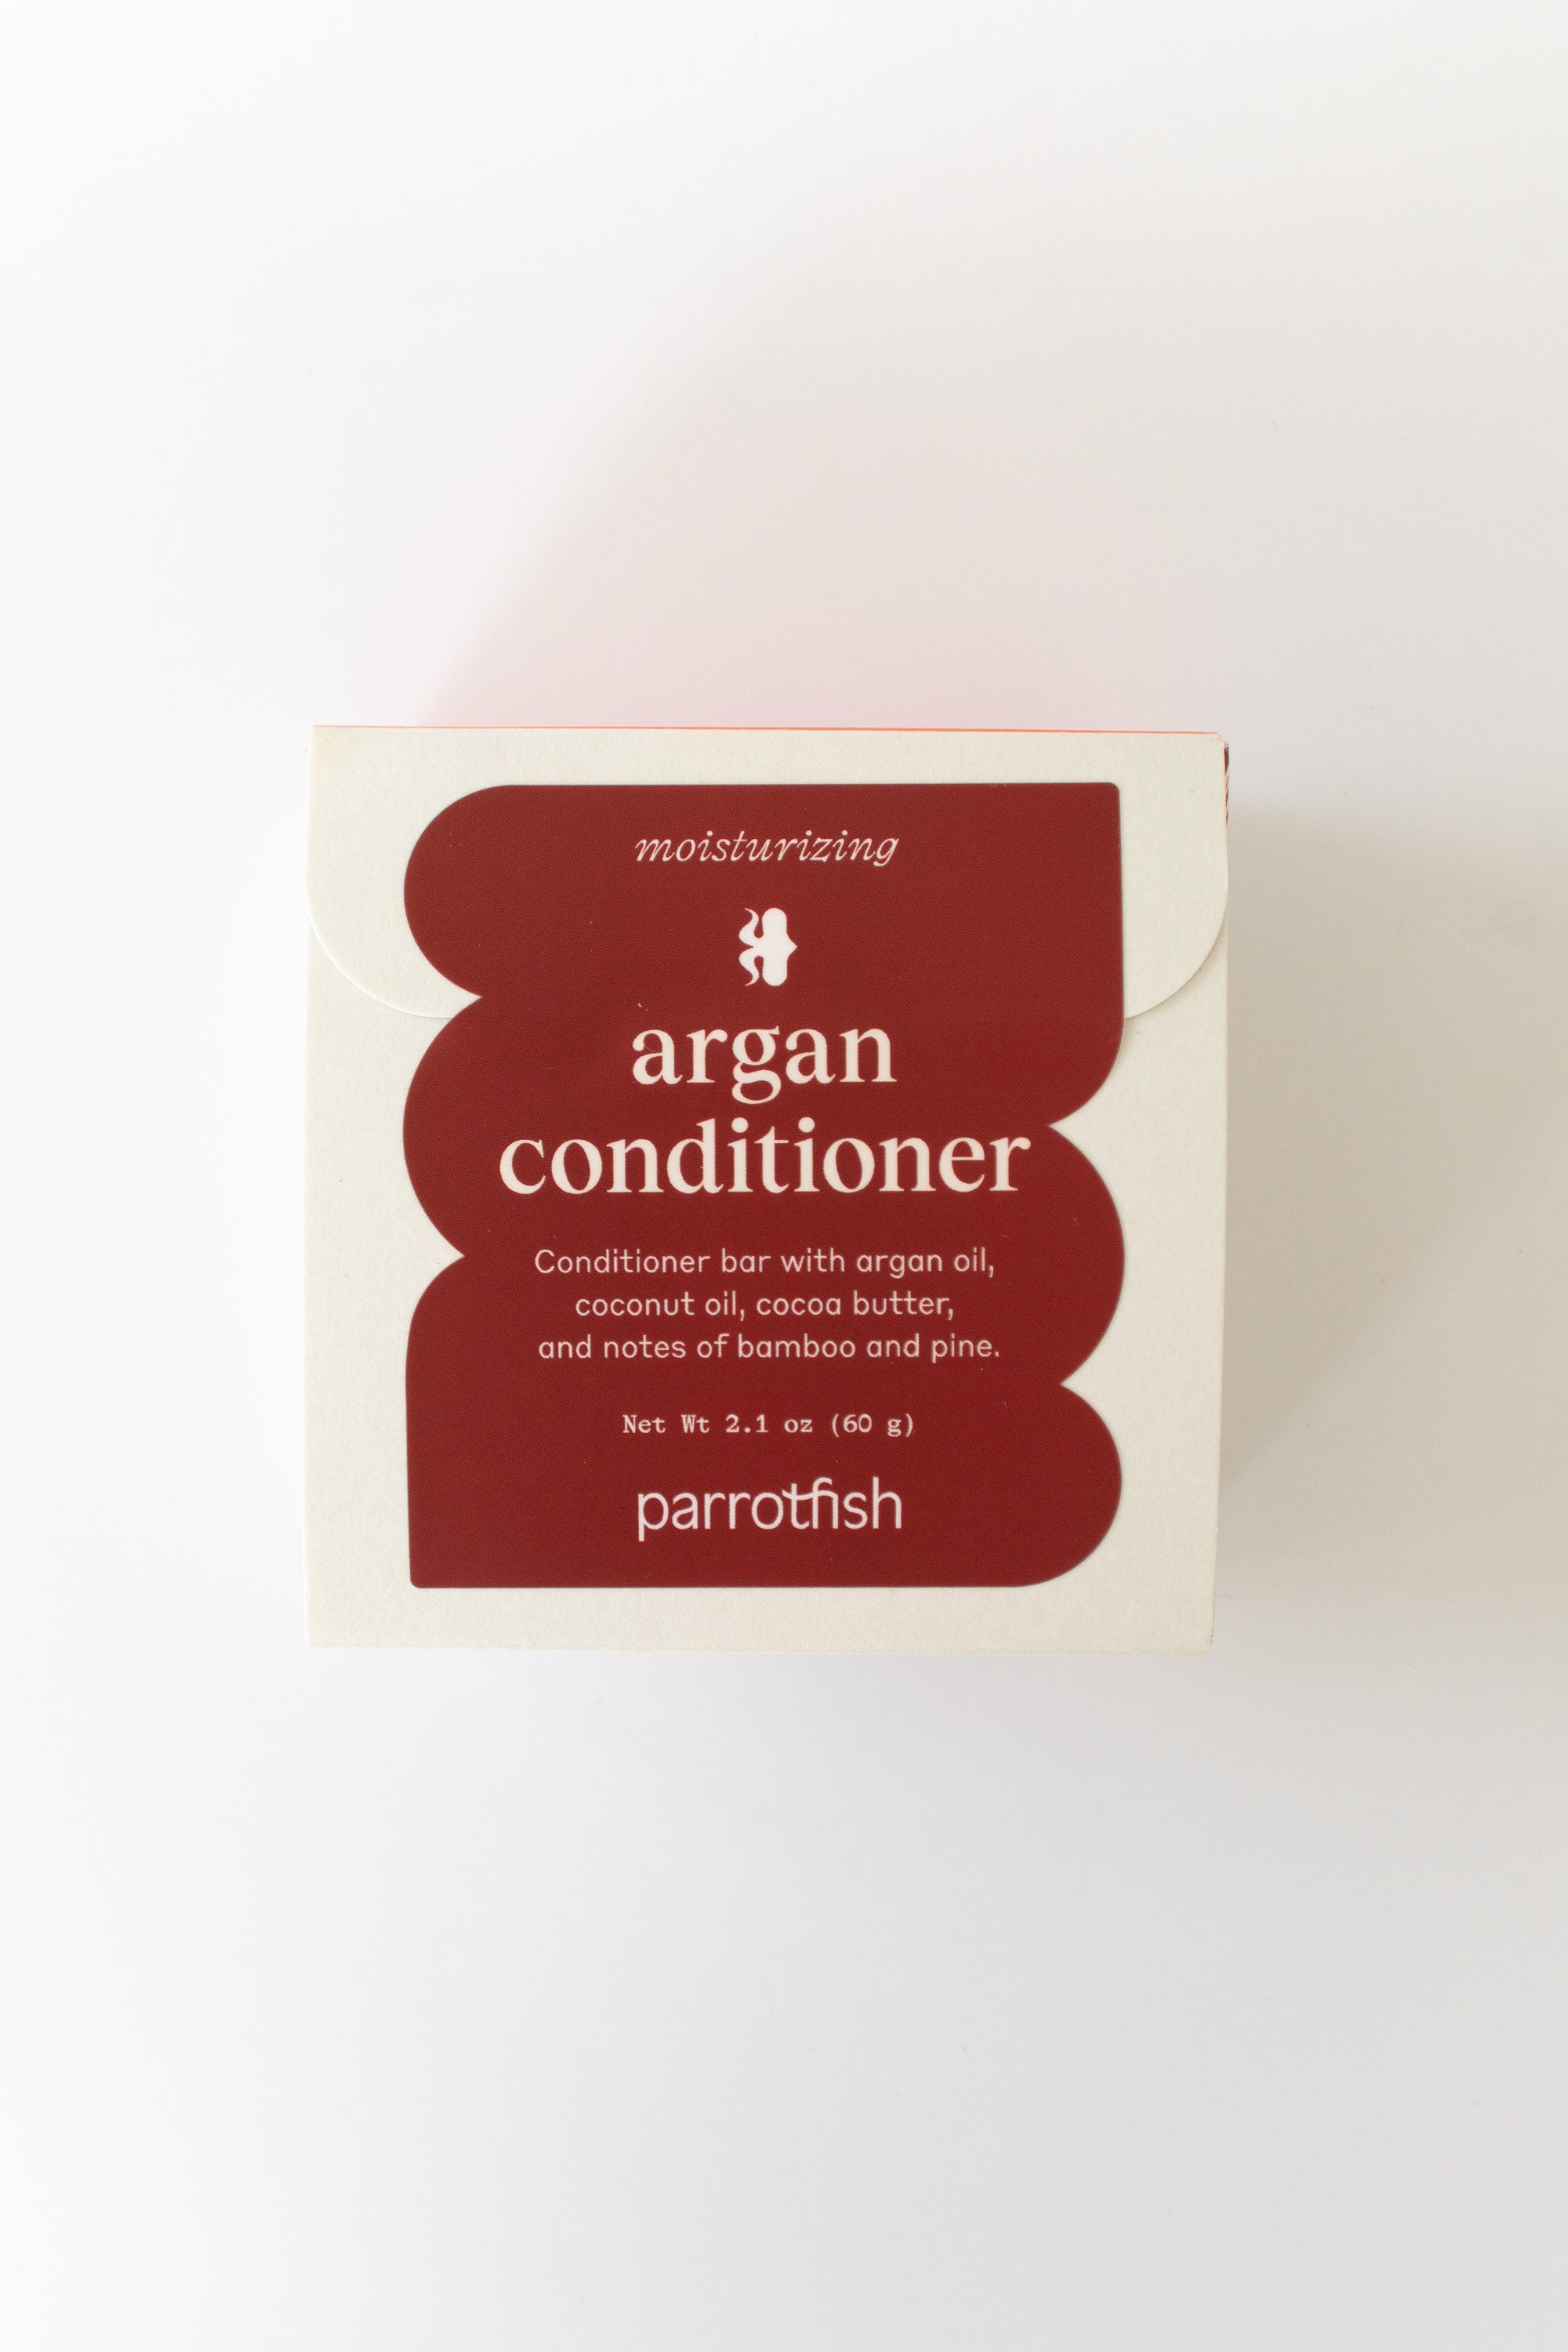 moisturizing
argan
conditioner
Conditioner bar with argan oil,
coconut oil, cocoa butter,
and notes of bamboo and pine.
Net Wt 2.1 oz (60 g)
parrotfish